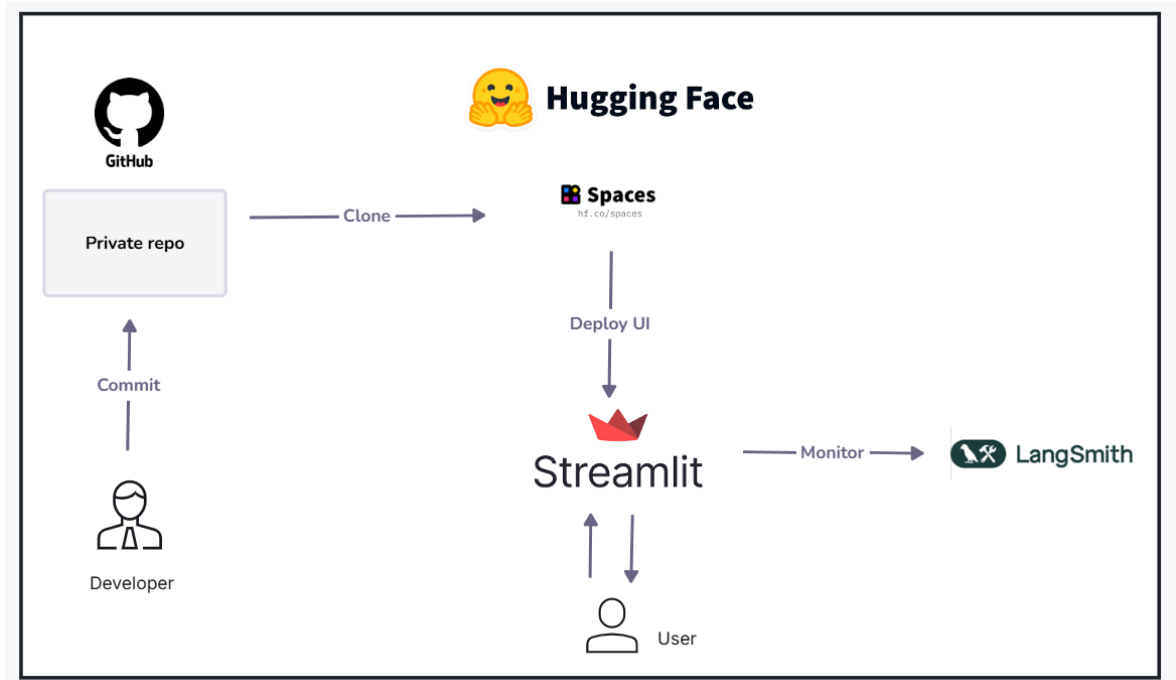 GitHub
Hugging Face
Private repo
Clone
Spaces
hf.co/spaces
Deploy UI
Commit
Streamlit
Monitor
LangSmith
Developer
User